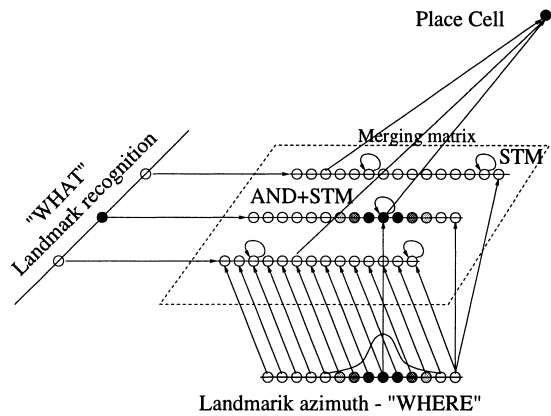 Place Cell
Merging matrix
STM
"WHAT"
Landmark recognition
AND+STM
Landmarik azimuth - "WHERE"